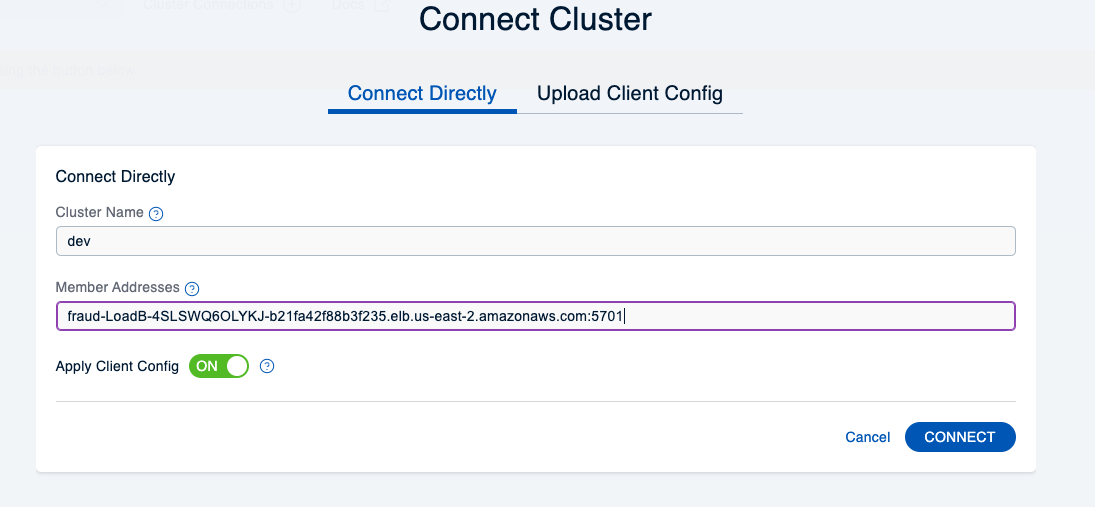 Cluster Connections Docs
Connect Cluster
Connect Directly Upload Client Config
Connect Directly
Cluster Name ?
dev
Member Addresses ?
fraud-LoadB-4SLSWQ6OLYKJ-b21fa42f88b3f235.elb.us-east-2.amazonaws.com:5701
Apply Client Config ON ?
Cancel CONNECT